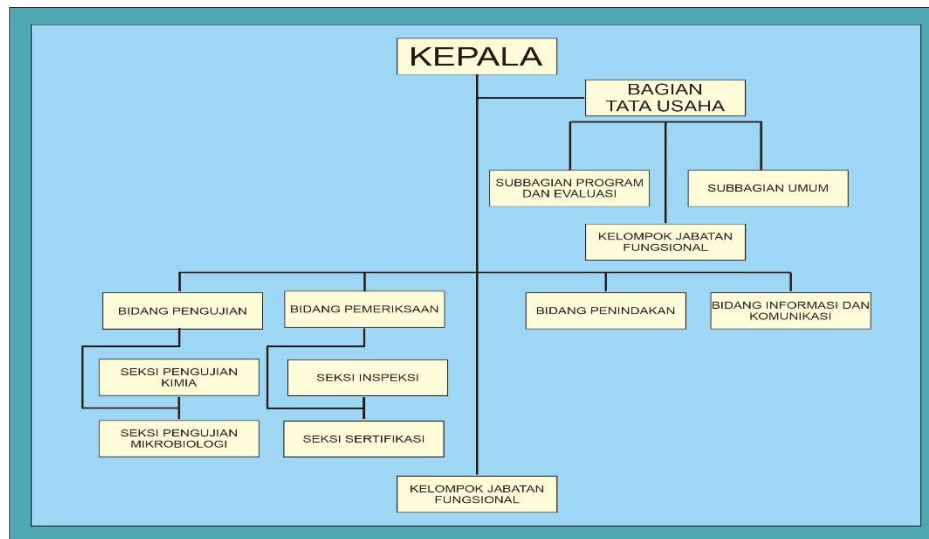 KEPALA
BAGIAN
TATA USAHA
SUBBAGIAN PROGRAM
DAN EVALUASI
SUBBAGIAN UMUM
KELOMPOK JABATAN
FUNGSIONAL
BIDANG PENGUJIAN
BIDANG PEMERIKSAAN
BIDANG PENINDAKAN
BIDANG INFORMASI DAN
KOMUNIKASI
SEKSI PENGUJIAN
KIMIA
SEKSI INSPEKSI
SEKSI PENGUJIAN
MIKROBIOLOGI
SEKSI SERTIFIKASI
KELOMPOK JABATAN
FUNGSIONAL